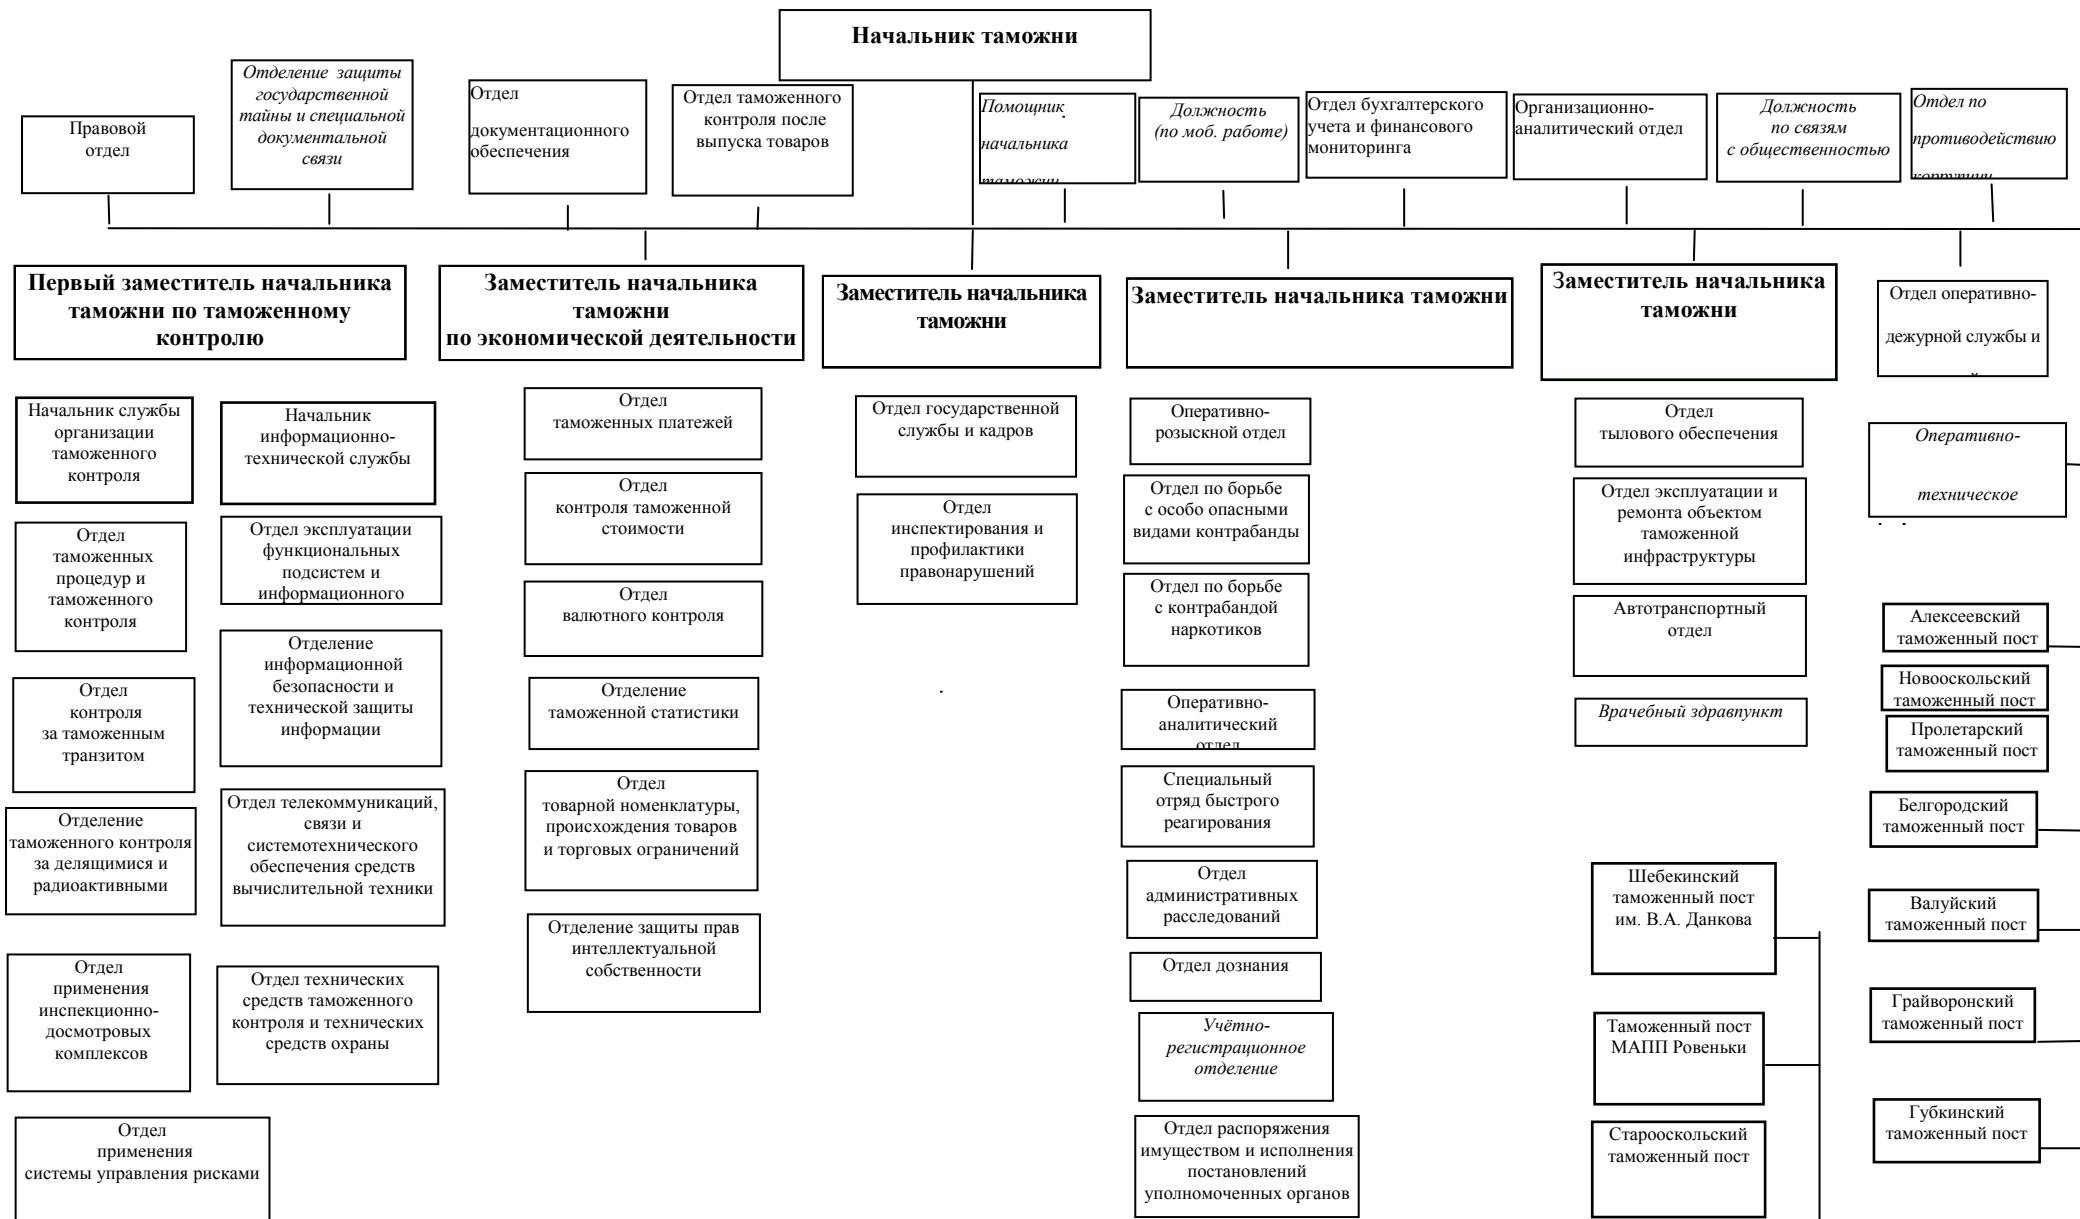 Начальник таможни
Правовой
отдел
Отделение защиты
государственной
тайны и специальной
документальной
связи
Отдел
документационного
обеспечения
Отдел таможенного
контроля после
выпуска товаров
Помощник
начальника
таможни
Должность
(по моб. работе)
Отдел бухгалтерского
учета и финансового
мониторинга
Организационно-
аналитический отдел
Должность
по связям
с общественностью
Отдел по
противодействию
коррупции
Первый заместитель начальника
таможни по таможенному
контролю
Заместитель начальника
таможни
по экономической деятельности
Заместитель начальника
таможни
Заместитель начальника таможни
Заместитель начальника
таможни
Отдел оперативно-
дежурной службы и
Начальник службы
организации
таможенного
контроля
Отдел
таможенных
процедур и
таможенного
контроля
Отдел
контроля
за таможенным
транзитом
Отделение
таможенного контроля
за делящимися и
радиоактивными
Отдел
применения
инспекционно-
досмотровых
комплексов
Отдел
применения
системы управления рисками
Начальник
информационно-
технической службы
Отдел эксплуатации
функциональных
подсистем и
информационного
Отделение
информационной
безопасности и
технической защиты
информации
Отдел телекоммуникаций,
связи и
системотехнического
обеспечения средств
вычислительной техники
Отдел технических
средств таможенного
контроля и технических
средств охраны
Отдел
таможенных платежей
Отдел
контроля таможенной
стоимости
Отдел
валютного контроля
Отделение
таможенной статистики
Отдел
товарной номенклатуры,
происхождения товаров
и торговых ограничений
Отделение защиты прав
интеллектуальной
собственности
Отдел государственной
службы и кадров
Отдел
инспектирования и
профилактики
правонарушений
Оперативно-
розыскной отдел
Отдел по борьбе
с особо опасными
видами контрабанды
Отдел по борьбе
с контрабандой
наркотиков
Оперативно-
аналитический
отдел
Специальный
отряд быстрого
реагирования
Отдел
административных
расследований
Отдел дознания
Учётно-
регистрационное
отделение
Отдел распоряжения
имуществом и исполнения
постановлений
уполномоченных органов
Отдел
тылового обеспечения
Отдел эксплуатации и
ремонта объектом
таможенной
инфраструктуры
Автотранспортный
отдел
Врачебный здравпункт
Шебекинский
таможенный пост
им. В.А. Данкова
Таможенный пост
МАПП Ровеньки
Старооскольский
таможенный пост
Оперативно-
техническое
Алексеевский
таможенный пост
Новооскольский
таможенный пост
Пролетарский
таможенный пост
Белгородский
таможенный пост
Валуйский
таможенный пост
Грайворонский
таможенный пост
Губкинский
таможенный пост